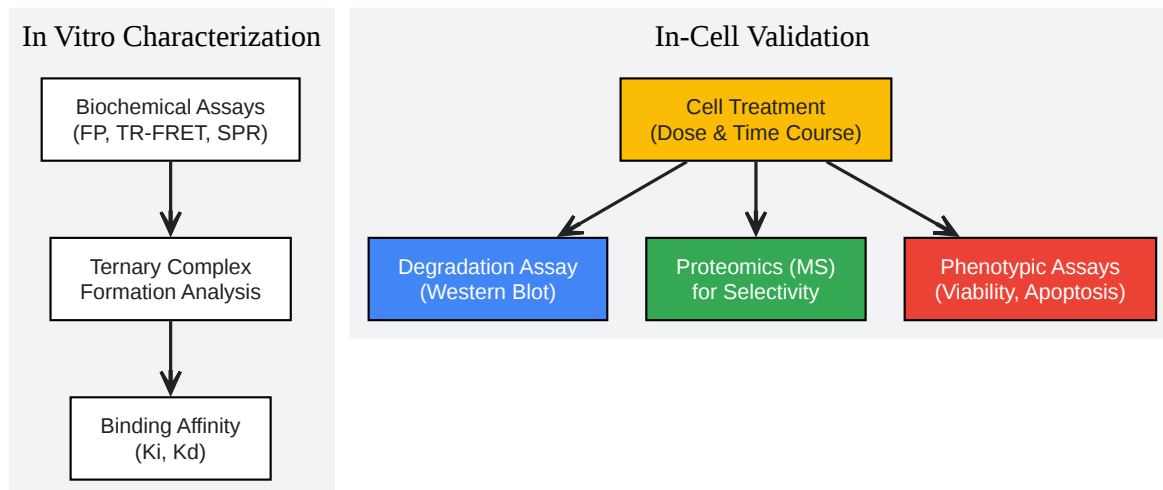 In Vitro Characterization
Biochemical Assays
(FP, TR-FRET, SPR)
Ternary Complex
Formation Analysis
Binding Affinity
(Ki, Kd)
In-Cell Validation
Cell Treatment
(Dose & Time Course)
Degradation Assay
(Western Blot)
Proteomics (MS)
for Selectivity
Phenotypic Assays
(Viability, Apoptosis)